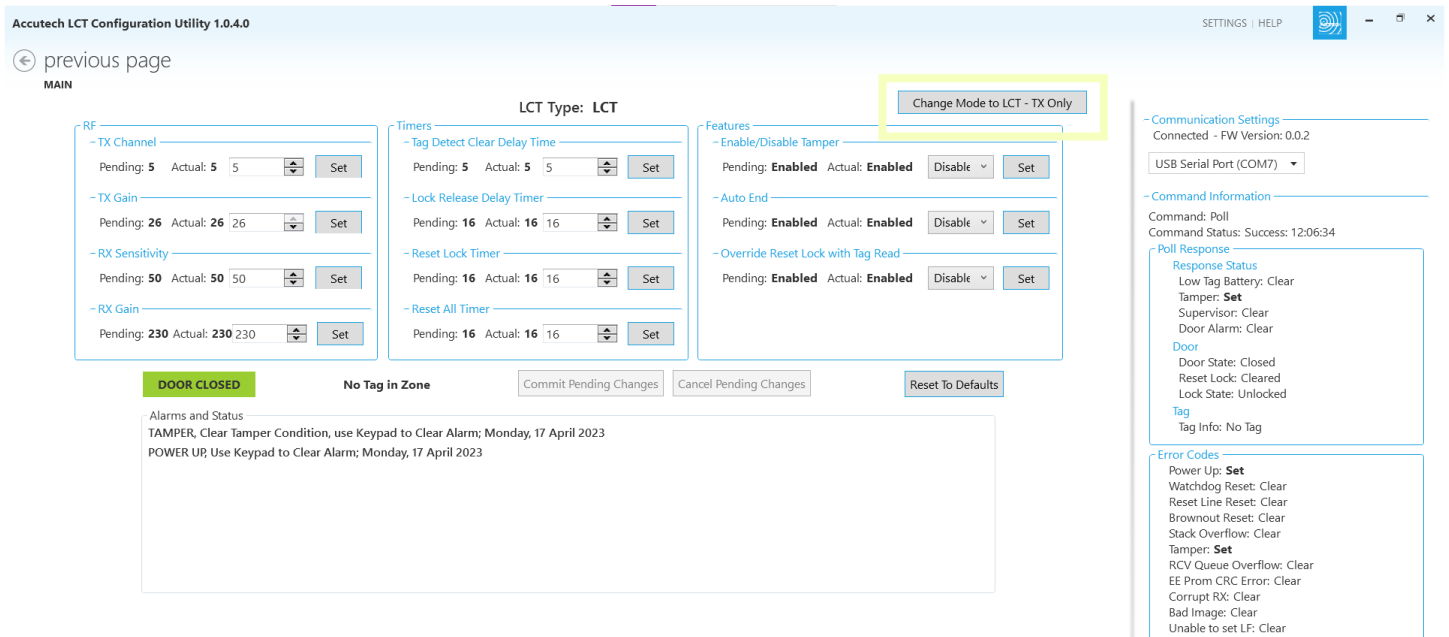 Accutech LCT Configuration Utility 1.0.4.0
SETTINGS | HELP
previous page
MAIN
LCT Type: LCT
Change Mode to LCT - TX Only
RF
TX Channel
Pending: 5 Actual: 5 5 Set
TX Gain
Pending: 26 Actual: 26 26 Set
RX Sensitivity
Pending: 50 Actual: 50 50 Set
RX Gain
Pending: 230 Actual: 230 230 Set
Timers
Tag Detect Clear Delay Time
Pending: 5 Actual: 5 5 Set
Lock Release Delay Timer
Pending: 16 Actual: 16 16 Set
Reset Lock Timer
Pending: 16 Actual: 16 16 Set
Reset All Timer
Pending: 16 Actual: 16 16 Set
Features
Enable/Disable Tamper
Pending: Enabled Actual: Enabled Disable Set
Auto End
Pending: Enabled Actual: Enabled Disable Set
Override Reset Lock with Tag Read
Pending: Enabled Actual: Enabled Disable Set
DOOR CLOSED
No Tag in Zone
Commit Pending Changes
Cancel Pending Changes
Reset To Defaults
Alarms and Status
TAMPER, Clear Tamper Condition, use Keypad to Clear Alarm; Monday, 17 April 2023
POWER UP, Use Keypad to Clear Alarm; Monday, 17 April 2023
Communication Settings
Connected - FW Version: 0.0.2
USB Serial Port (COM7)
Command Information
Command: Poll
Command Status: Success: 12:06:34
Poll Response
Response Status
Low Tag Battery: Clear
Tamper: Set
Supervisor: Clear
Door Alarm: Clear
Door
Door State: Closed
Reset Lock: Cleared
Lock State: Unlocked
Tag
Tag Info: No Tag
Error Codes
Power Up: Set
Watchdog Reset: Clear
Reset Line Reset: Clear
Brownout Reset: Clear
Stack Overflow: Clear
Tamper: Set
RCV Queue Overflow: Clear
EE Prom CRC Error: Clear
Corrupt RX: Clear
Bad Image: Clear
Unable to set LF: Clear